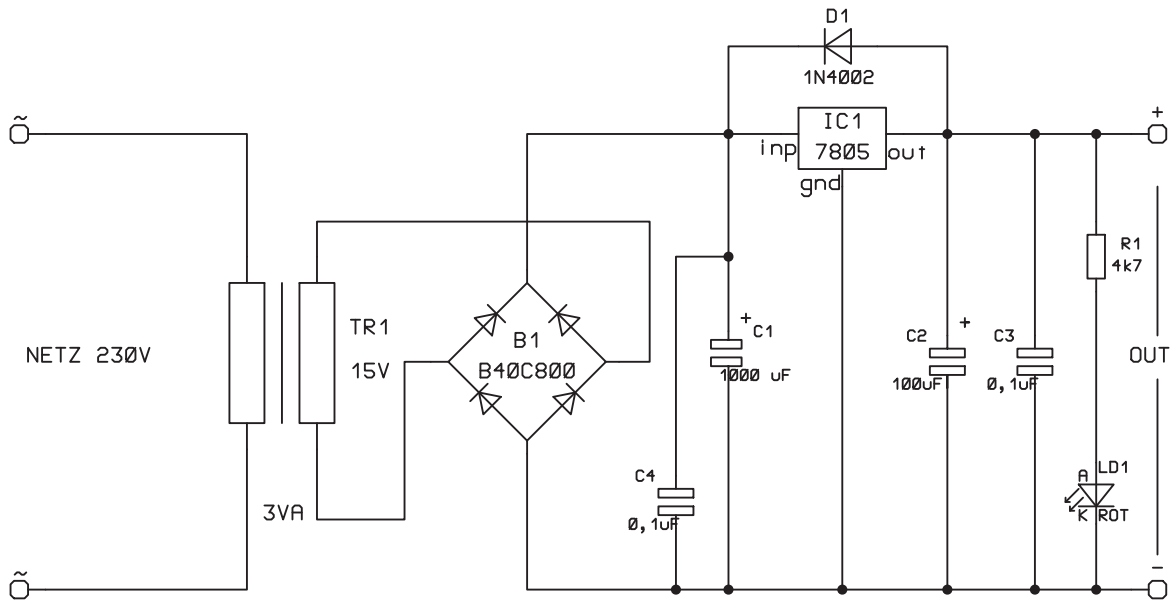 D1
1N4002
~
+
IC1
inp
7805
out
gnd
R1
4k7
+
C1
1000 uF
+
C2
100uF
C3
0,1uF
TR1
15V
B1
B40C800
NETZ 230V
OUT
C4
0,1uF
A
LD1
K
ROT
3VA
~
−